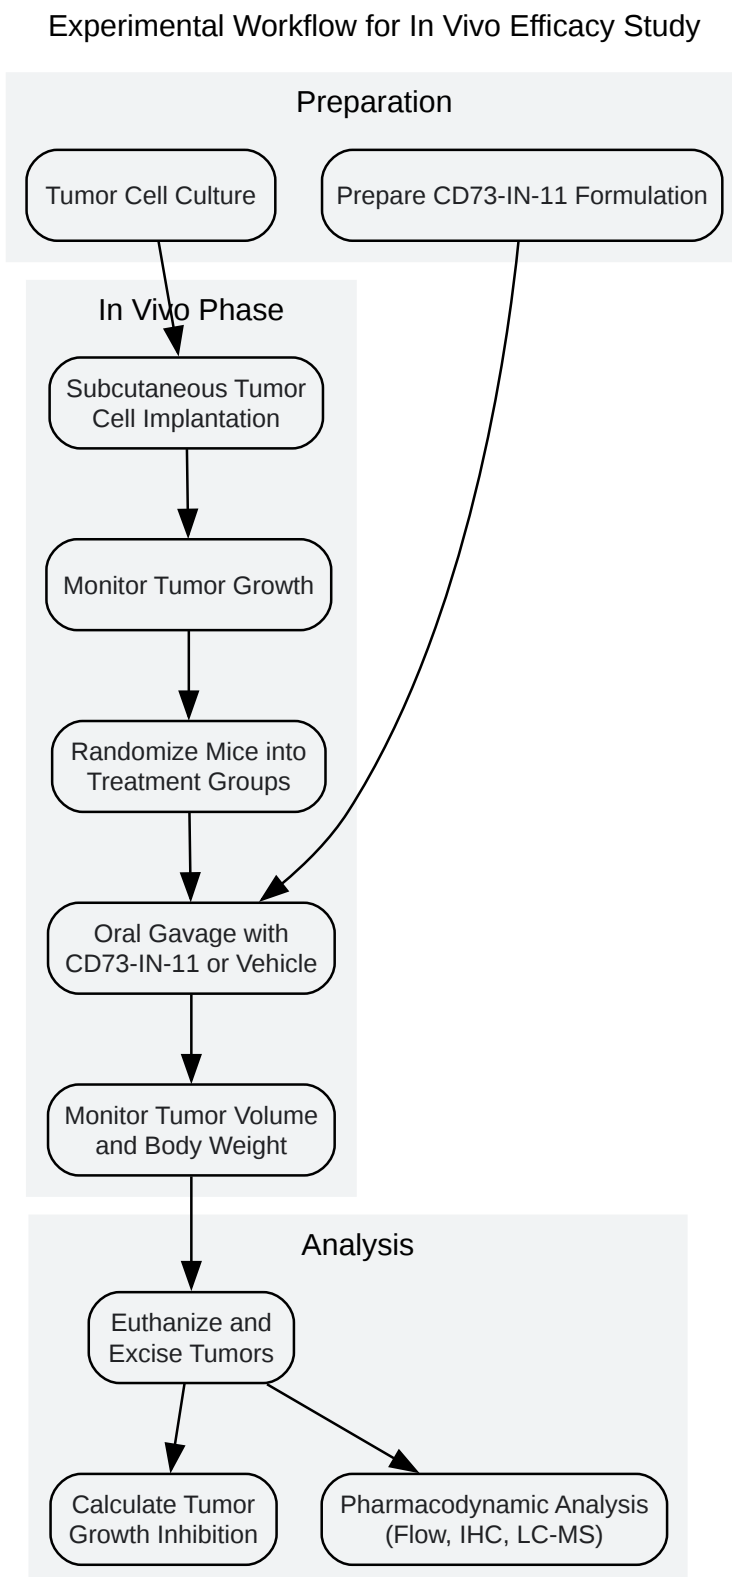 Experimental Workflow for In Vivo Efficacy Study
Preparation
Tumor Cell Culture
Prepare CD73-IN-11 Formulation
In Vivo Phase
Subcutaneous Tumor
Cell Implantation
Monitor Tumor Growth
Randomize Mice into
Treatment Groups
Oral Gavage with
CD73-IN-11 or Vehicle
Monitor Tumor Volume
and Body Weight
Analysis
Euthanize and
Excise Tumors
Calculate Tumor
Growth Inhibition
Pharmacodynamic Analysis
(Flow, IHC, LC-MS)